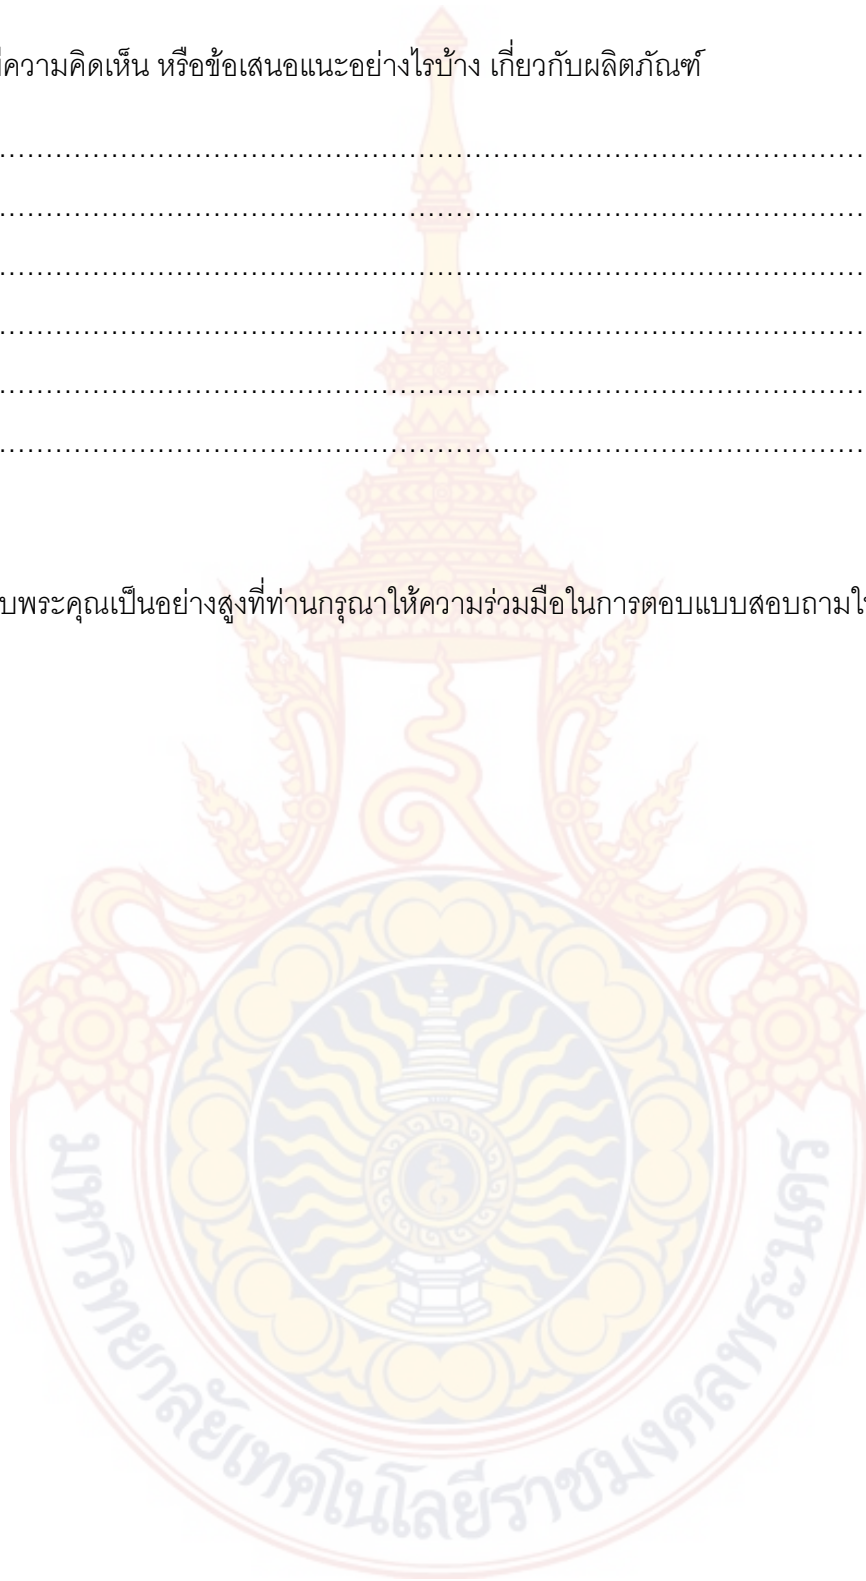 มีความคิดเห็น หรือข้อเสนอแนะอย่างไรบ้าง เกี่ยวกับผลิตภัณฑ์
........................................................................................................
........................................................................................................
........................................................................................................
........................................................................................................
........................................................................................................
........................................................................................................
บพระคุณเป็นอย่างสูงที่ท่านกรุณาให้ความร่วมมือในการตอบแบบสอบถามใ
มหาวิทยาลัยเทคโนโลยีราชมงคลพระนคร